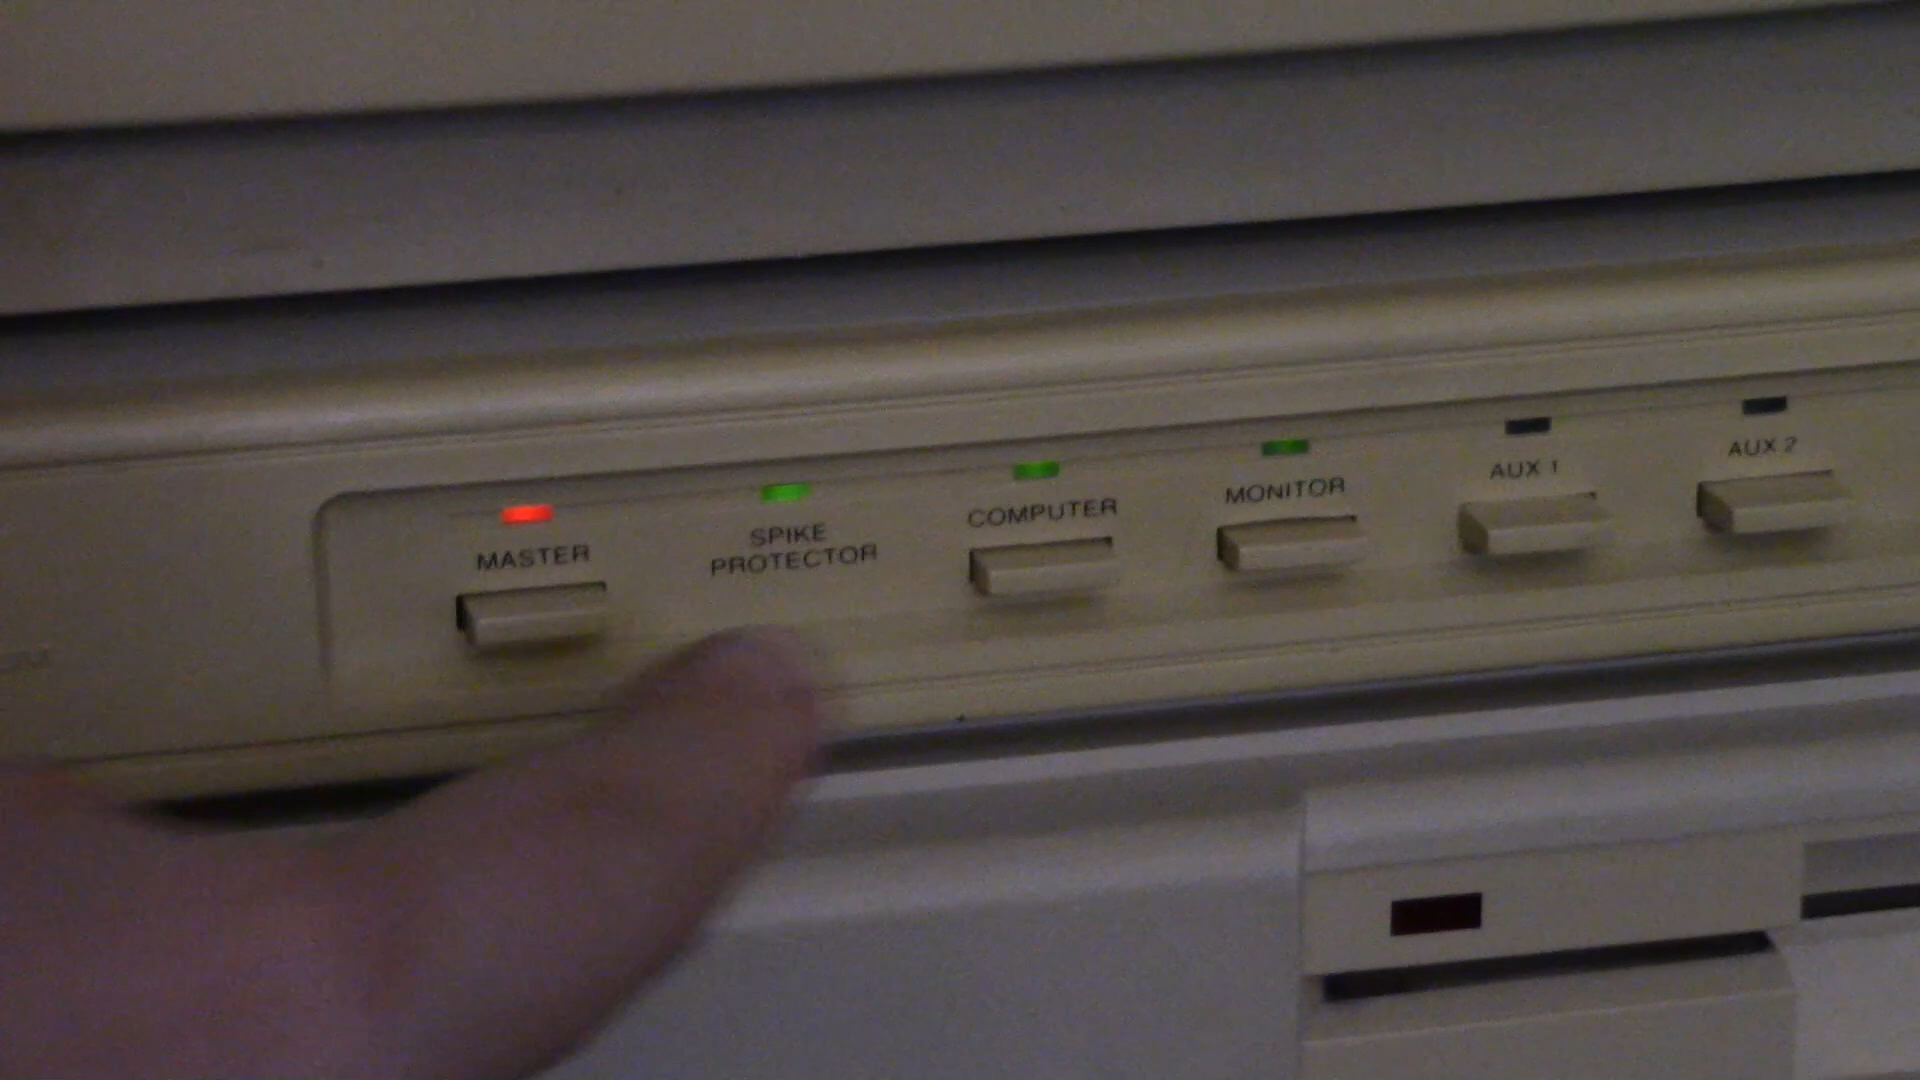 MASTER
SPIKE
PROTECTOR
COMPUTER
MONITOR
AUX 1
AUX 2